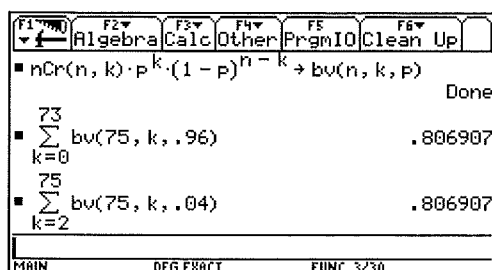 F1 F2 F3 F4 F5 F6
Algebra Calc Other PrgmIO Clean Up
▪ nCr(n, k)·p^k·(1 - p)^(n - k) → bv(n, k, p)
Done
73
▪ Σ bv(75, k, .96) .806907
k=0
75
▪ Σ bv(75, k, .04) .806907
k=2
MAIN DEG EXACT FUNC 3/30